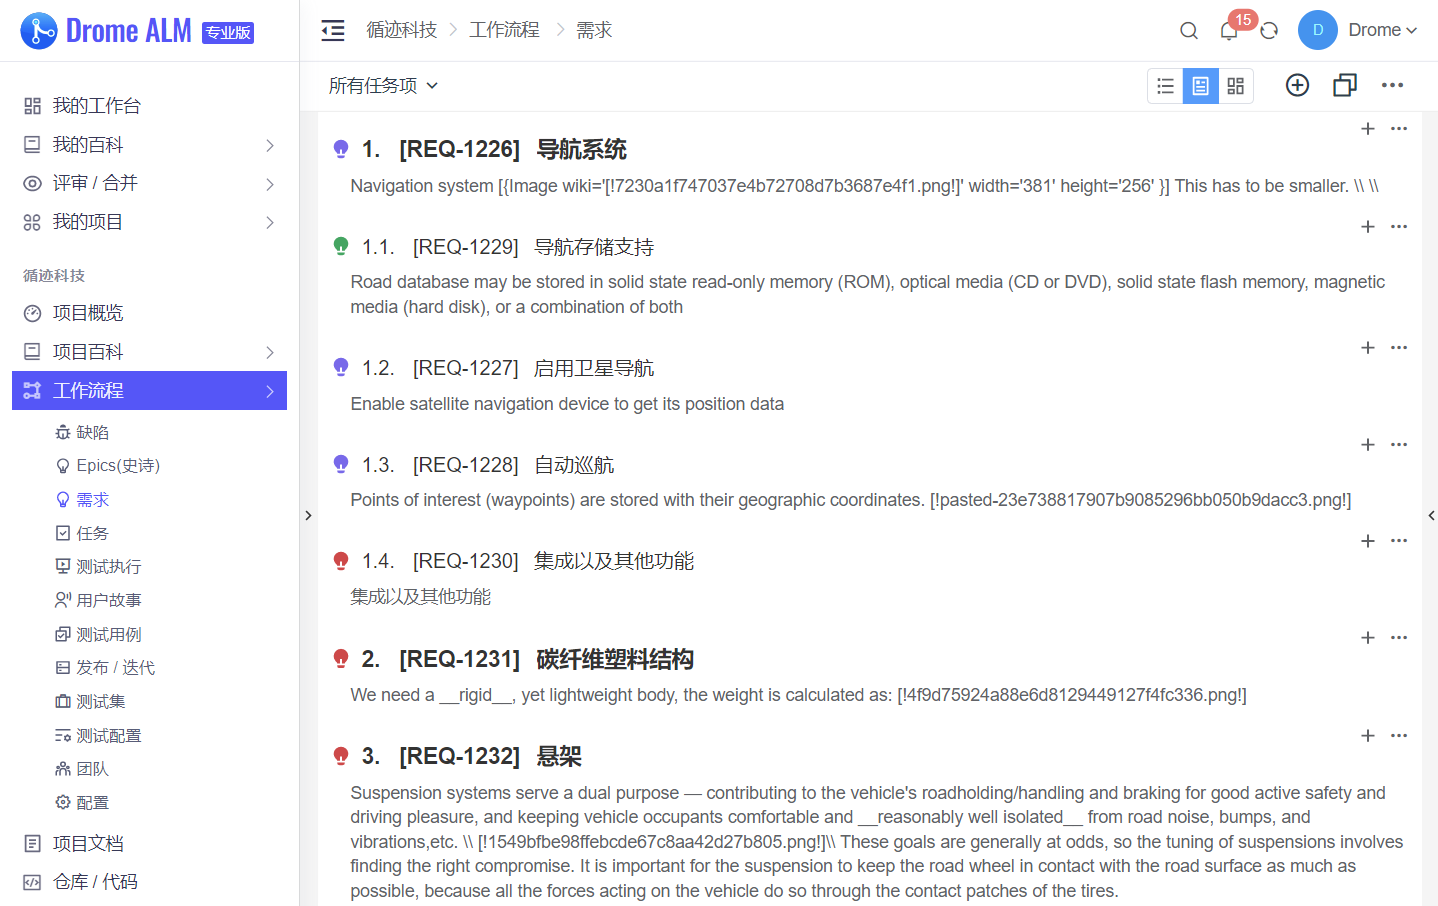 Drome ALM 专业版
循迹科技 工作流程 需求
15
D Drome
所有任务项
我的工作台
我的百科
评审 / 合并
我的项目
循迹科技
项目概览
项目百科
工作流程
缺陷
Epics(史诗)
需求
任务
测试执行
用户故事
测试用例
发布 / 迭代
测试集
测试配置
团队
配置
项目文档
仓库 / 代码
1. [REQ-1226] 导航系统
Navigation system [{Image wiki='[!7230a1f747037e4b72708d7b3687e4f1.png!]' width='381' height='256' }] This has to be smaller. \\ \\
1.1. [REQ-1229] 导航存储支持
Road database may be stored in solid state read-only memory (ROM), optical media (CD or DVD), solid state flash memory, magnetic
media (hard disk), or a combination of both
1.2. [REQ-1227] 启用卫星导航
Enable satellite navigation device to get its position data
1.3. [REQ-1228] 自动巡航
Points of interest (waypoints) are stored with their geographic coordinates. [!pasted-23e738817907b9085296bb050b9dacc3.png!]
1.4. [REQ-1230] 集成以及其他功能
集成以及其他功能
2. [REQ-1231] 碳纤维塑料结构
We need a __rigid__, yet lightweight body, the weight is calculated as: [!4f9d75924a88e6d8129449127f4fc336.png!]
3. [REQ-1232] 悬架
Suspension systems serve a dual purpose — contributing to the vehicle's roadholding/handling and braking for good active safety and
driving pleasure, and keeping vehicle occupants comfortable and __reasonably well isolated__ from road noise, bumps, and
vibrations,etc. \\ [!1549bfbe98ffebcde67c8aa42d27b805.png!]\\ These goals are generally at odds, so the tuning of suspensions involves
finding the right compromise. It is important for the suspension to keep the road wheel in contact with the road surface as much as
possible, because all the forces acting on the vehicle do so through the contact patches of the tires.